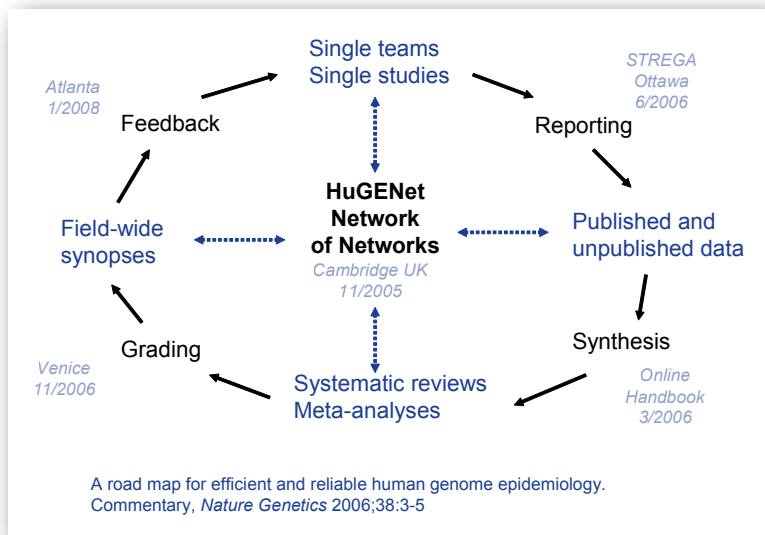 Single teams
Single studies
STREGA
Ottawa
6/2006
Atlanta
1/2008
Feedback
Reporting
HuGENet
Network
of Networks
Cambridge UK
11/2005
Field-wide
synopses
Published and
unpublished data
Grading
Synthesis
Venice
11/2006
Systematic reviews
Meta-analyses
Online
Handbook
3/2006
A road map for efficient and reliable human genome epidemiology.
Commentary, Nature Genetics 2006;38:3-5